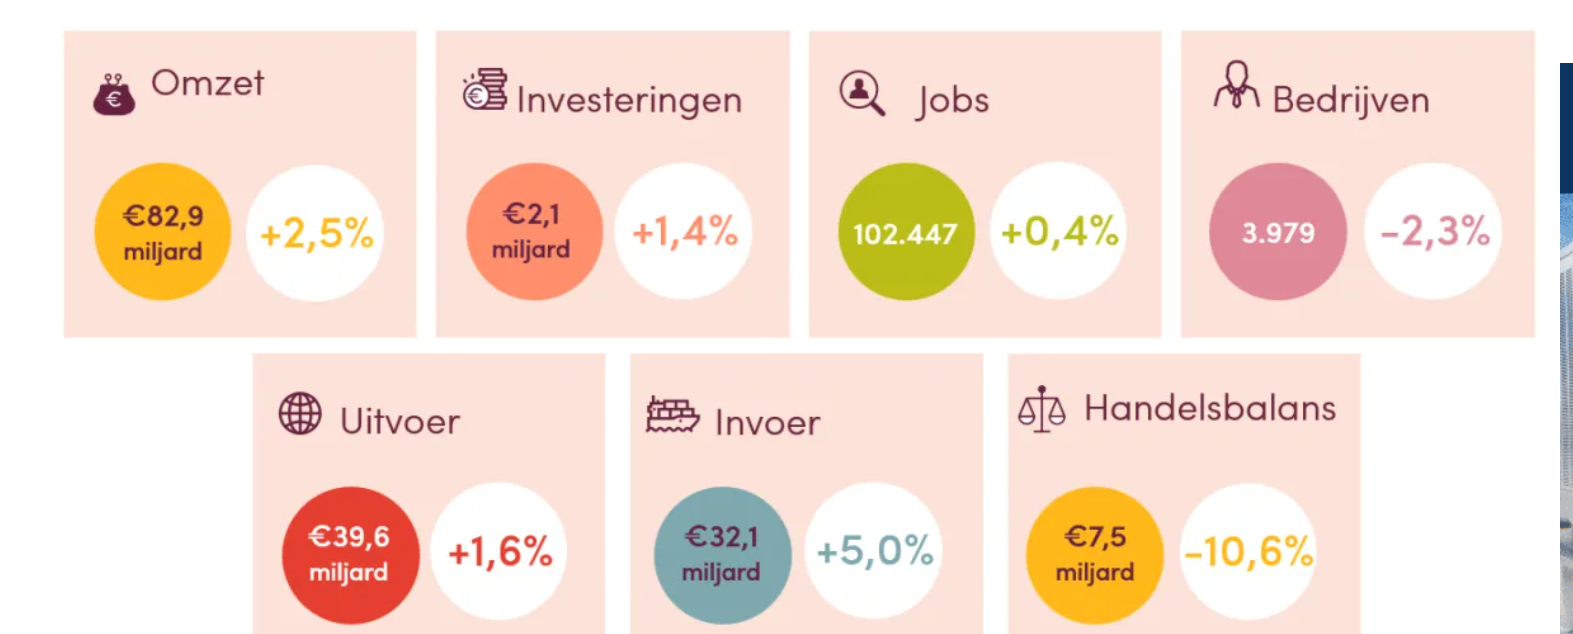 Omzet
€82,9
miljard
+2,5%
Investeringen
€2,1
miljard
+1,4%
Jobs
102.447
+0,4%
Bedrijven
3.979
-2,3%
Uitvoer
€39,6
miljard
+1,6%
Invoer
€32,1
miljard
+5,0%
Handelsbalans
€7,5
miljard
-10,6%